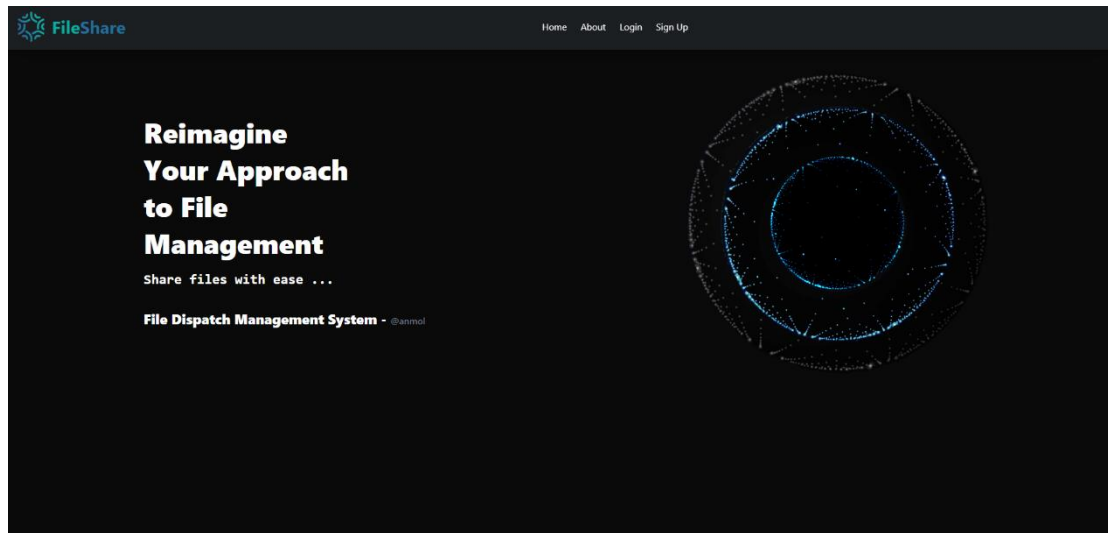 FileShare
Home About Login Sign Up
Reimagine
Your Approach
to File
Management
Share files with ease ...
File Dispatch Management System - @anmol